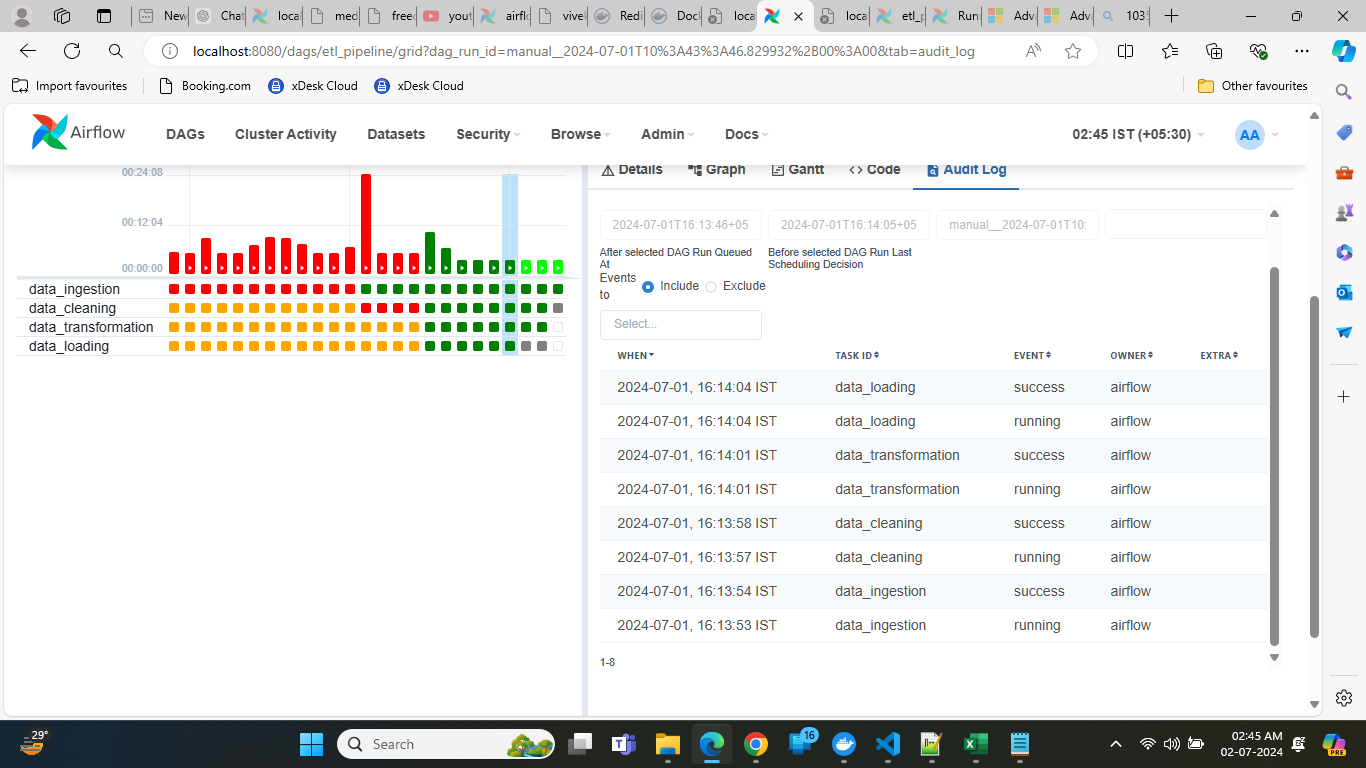 New
Chat
loca
med
free
yout
airflo
vivel
Redi
Doc
loca
loca
etl_p
Run
Adva
Adva
103
localhost:8080/dags/etl_pipeline/grid?dag_run_id=manual__2024-07-01T10%3A43%3A46.829932%2B00%3A00&tab=audit_log
Import favourites
Booking.com
xDesk Cloud
xDesk Cloud
Other favourites
Airflow DAGs Cluster Activity Datasets Security Browse Admin Docs 02:45 IST (+05:30) AA
00:24:08
00:12:04
00:00:00
data_ingestion
data_cleaning
data_transformation
data_loading
Details Graph Gantt Code Audit Log
2024-07-01T16:13:46+05 2024-07-01T16:14:05+05 manual__2024-07-01T10:
After selected DAG Run Queued At
Before selected DAG Run Last Scheduling Decision
Events to Include Exclude
Select...
WHEN TASK ID EVENT OWNER EXTRA
2024-07-01, 16:14:04 IST data_loading success airflow
2024-07-01, 16:14:04 IST data_loading running airflow
2024-07-01, 16:14:01 IST data_transformation success airflow
2024-07-01, 16:14:01 IST data_transformation running airflow
2024-07-01, 16:13:58 IST data_cleaning success airflow
2024-07-01, 16:13:57 IST data_cleaning running airflow
2024-07-01, 16:13:54 IST data_ingestion success airflow
2024-07-01, 16:13:53 IST data_ingestion running airflow
1-8
29°
Search
16
02:45 AM
02-07-2024
PRE